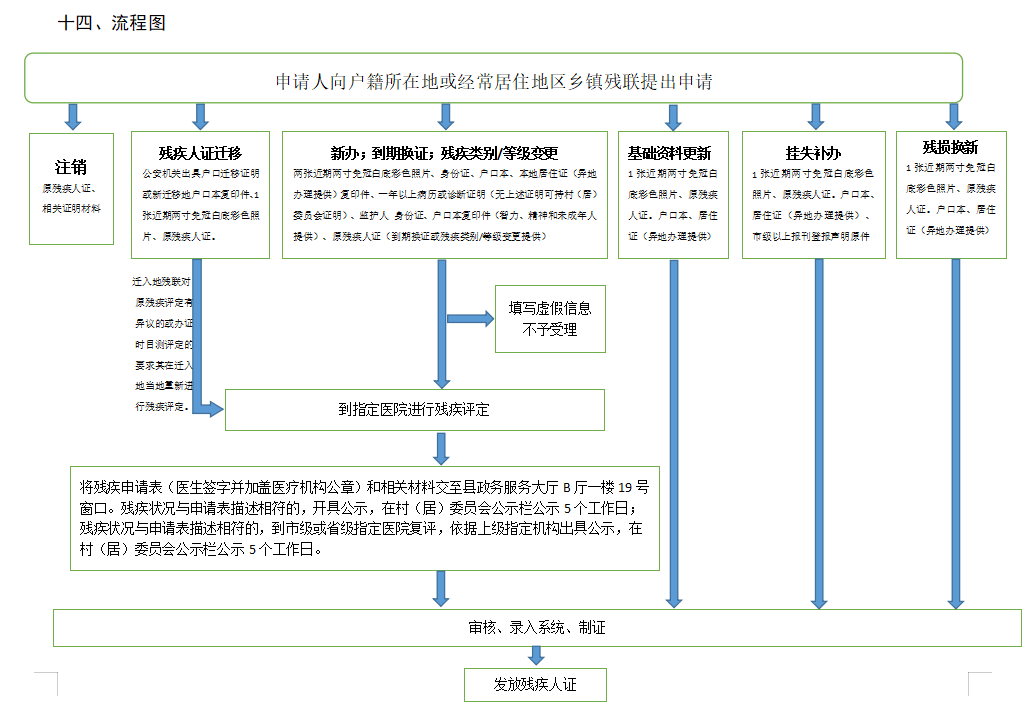 十四、流程图
申请人向户籍所在地或经常居住地区乡镇残联提出申请
注销
原残疾人证、
相关证明材料
残疾人证迁移
公安机关出具户口迁移证明
或新迁移地户口本复印件.1
张近期两寸免冠白底彩色照
片、原残疾人证。
新办；到期换证；残疾类别/等级变更
两张近期两寸免冠白底彩色照片、身份证、户口本、本地居住证（异地
办理提供）复印件、一年以上病历或诊断证明（无上述证明可持村（居）
委员会证明）、监护人 身份证、户口本复印件（智力、精神和未成年人
提供）、原残疾人证（到期换证或残疾类别/等级变更提供）
基础资料更新
1 张近期两寸免冠白
底彩色照片、原残疾
人证。户口本、居住
证（异地办理提供）
挂失补办
1 张近期两寸免冠白底彩色
照片、原残疾人证。户口本、
居住证（异地办理提供）、
市级以上报刊登报声明原件
残损换新
1 张近期两寸免冠白
底彩色照片、原残疾
人证。户口本、居住
证（异地办理提供）
迁入地残联对
原残疾评定有
异议的或办证
时目测评定的
要求其在迁入
地当地重新进
行残疾评定。
填写虚假信息
不予受理
到指定医院进行残疾评定
将残疾申请表（医生签字并加盖医疗机构公章）和相关材料交至县政务服务大厅 B 厅一楼 19 号
窗口。残疾状况与申请表描述相符的，开具公示，在村（居）委员会公示栏公示 5 个工作日；
残疾状况与申请表描述相符的，到市级或省级指定医院复评，依据上级指定机构出具公示，在
村（居）委员会公示栏公示 5 个工作日。
审核、录入系统、制证
发放残疾人证